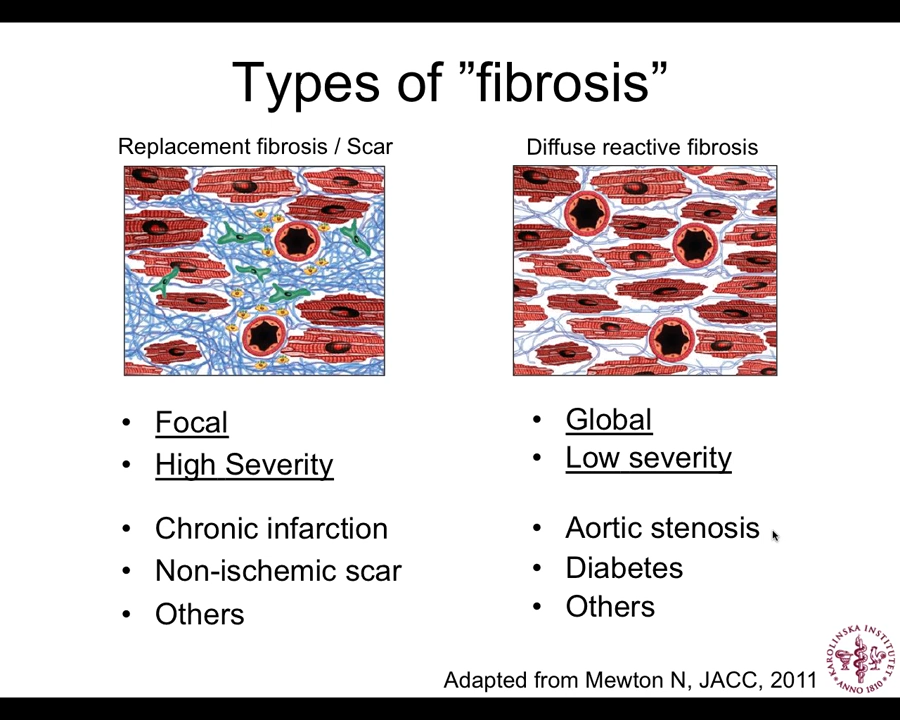 Types of ”fibrosis”
Replacement fibrosis / Scar
• Focal
• High Severity
• Chronic infarction
• Non-ischemic scar
• Others
Diffuse reactive fibrosis
• Global
• Low severity
• Aortic stenosis
• Diabetes
• Others
Adapted from Mewton N, JACC, 2011
KAROLINSKA INSTITUTET
ANNO 1810